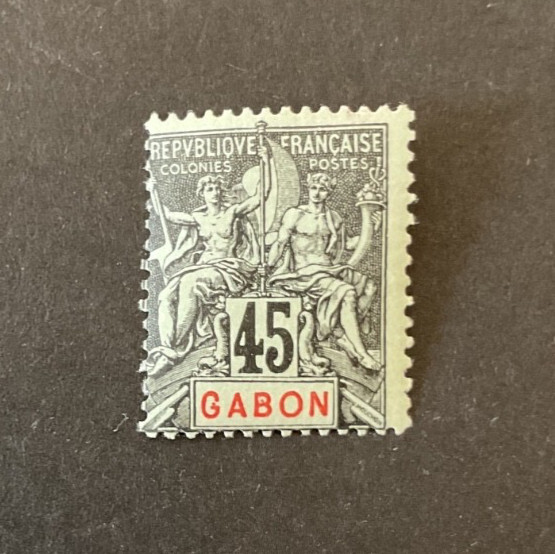 REPVBLIQVE FRANÇAISE
COLONIES POSTES
45
GABON